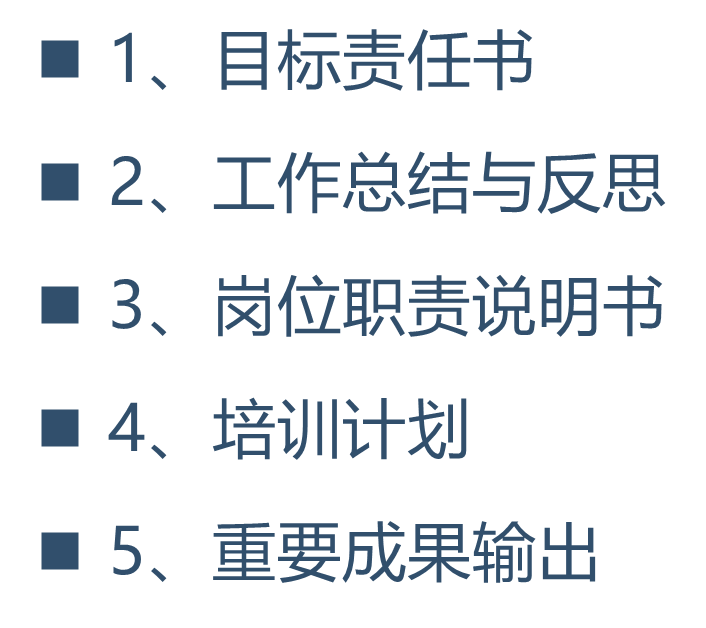 ■ 1、目标责任书
■ 2、工作总结与反思
■ 3、岗位职责说明书
■ 4、培训计划
■ 5、重要成果输出